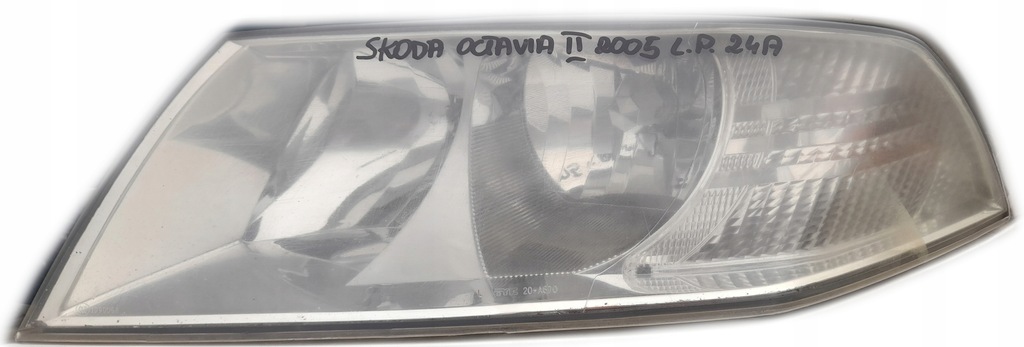 SKODA OCTAVIA II 2005 L.P. 24A